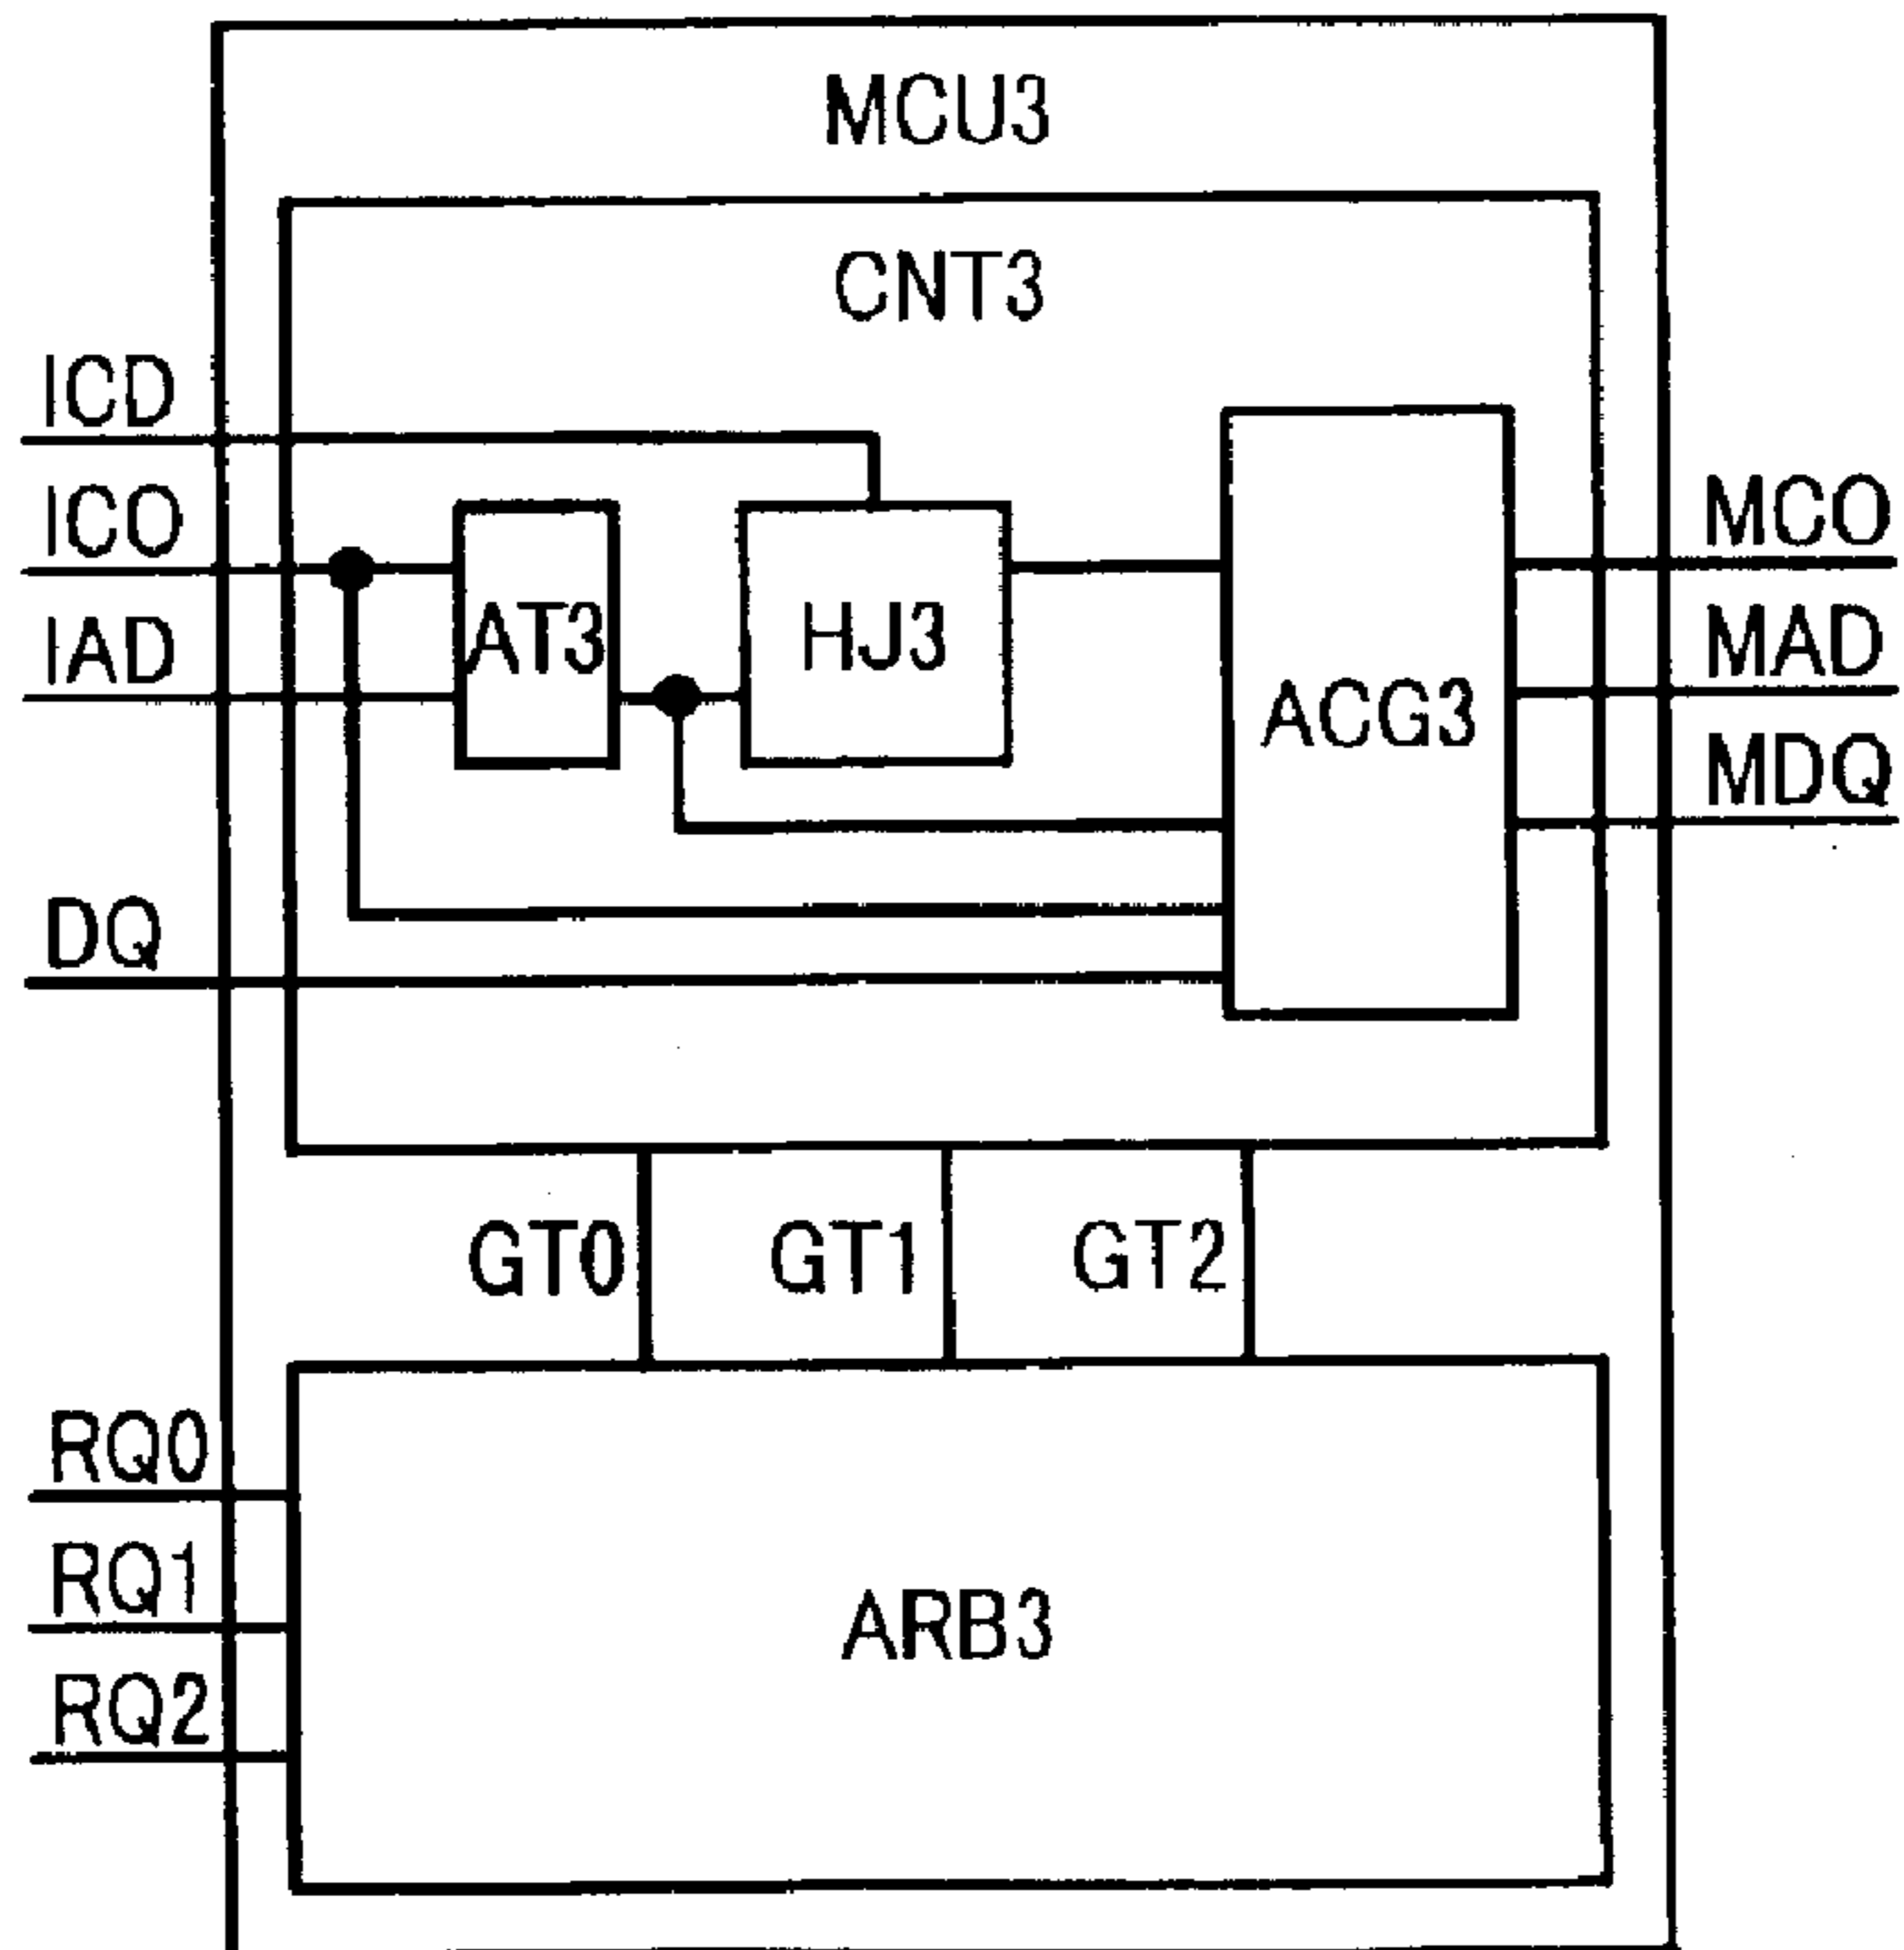 MCU3
CNT3
ICD
ICO
IAD
AT3
HJ3
ACG3
MCO
MAD
MDQ
DQ
GT0
GT1
GT2
RQ0
RQ1
RQ2
ARB3